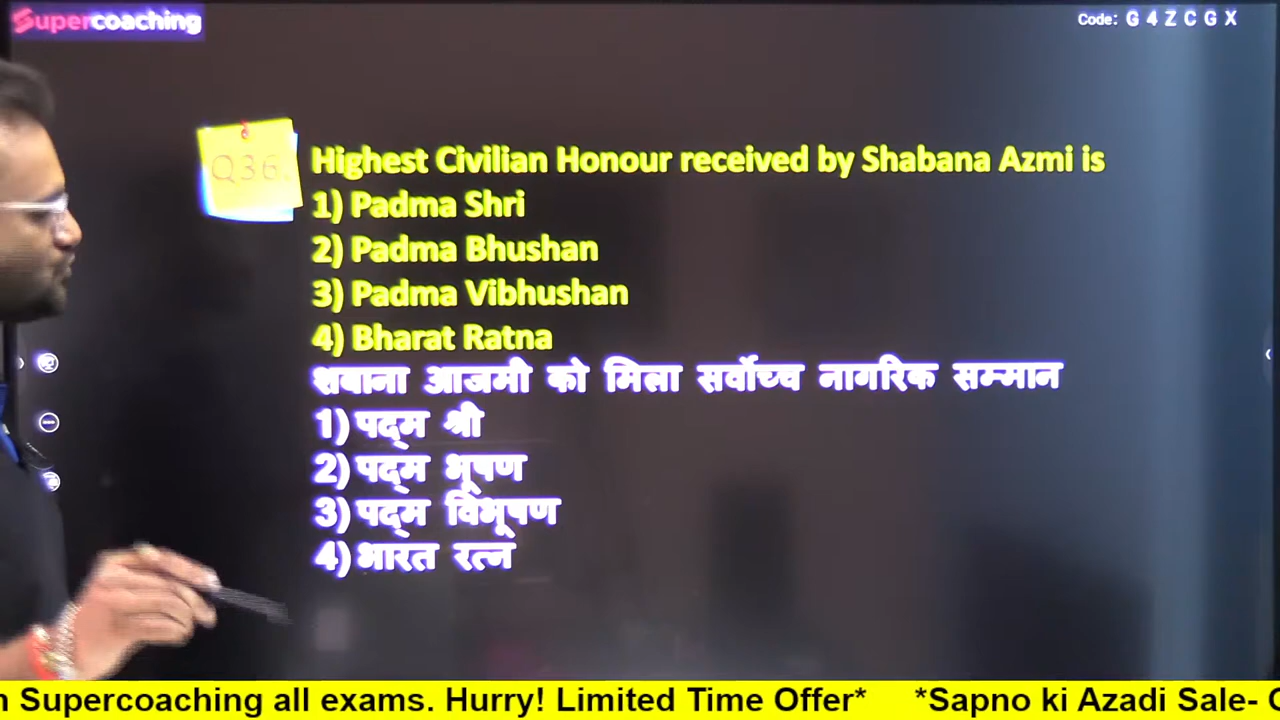 Supercoaching
Code: G 4 Z C G X
Q36.
Highest Civilian Honour received by Shabana Azmi is
1) Padma Shri
2) Padma Bhushan
3) Padma Vibhushan
4) Bharat Ratna
शबाना आजमी को मिला सर्वोच्च नागरिक सम्मान
1) पद्म श्री
2) पद्म भूषण
3) पद्म विभूषण
4) भारत रत्न
n Supercoaching all exams. Hurry! Limited Time Offer* *Sapno ki Azadi Sale-